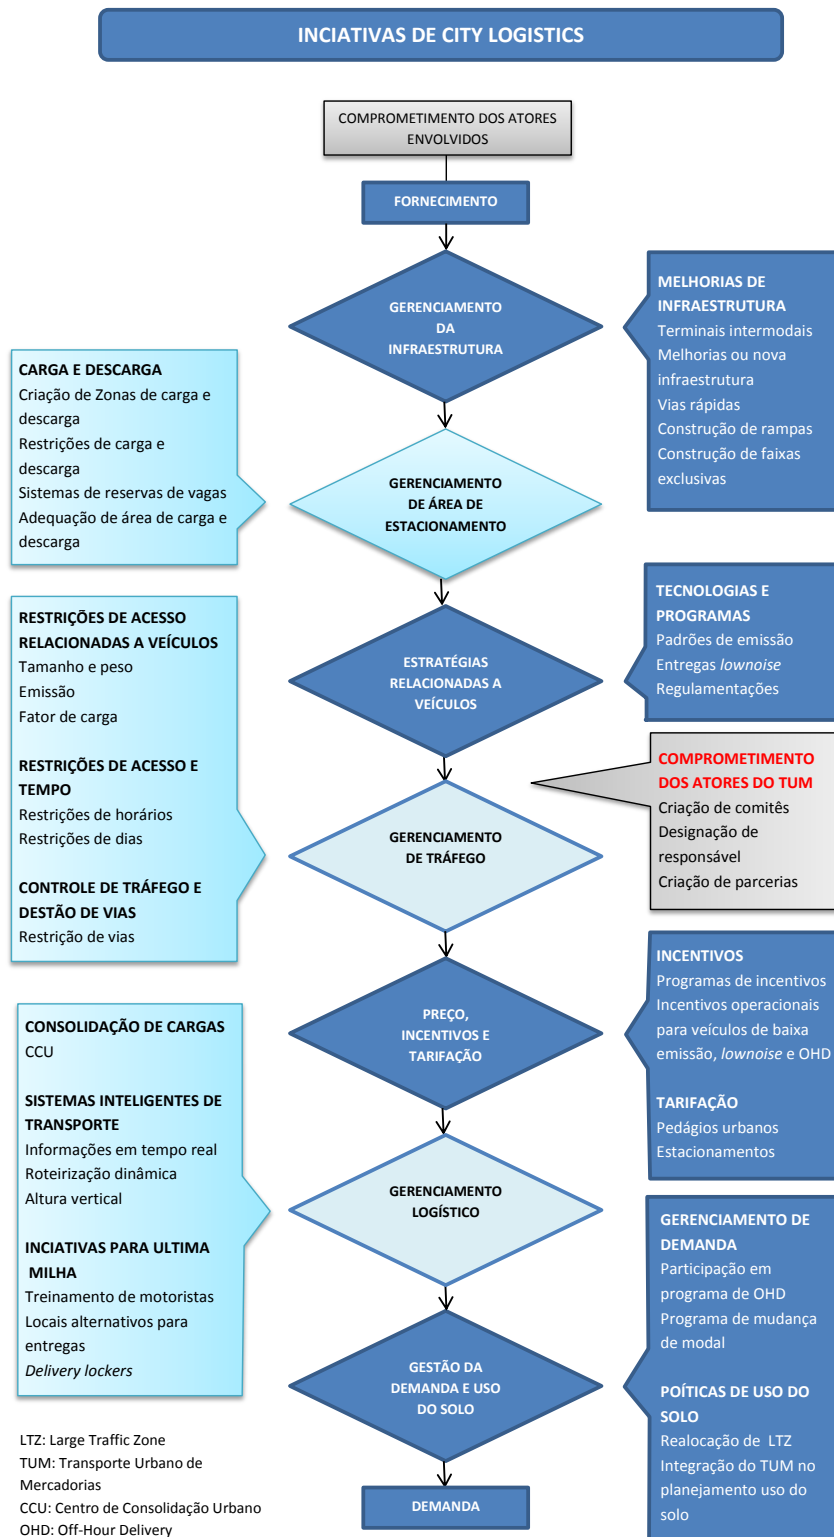 INCIATIVAS DE CITY LOGISTICS
COMPROMETIMENTO DOS ATORES
ENVOLVIDOS
FORNECIMENTO
GERENCIAMENTO
DA
INFRAESTRUTURA
MELHORIAS DE
INFRAESTRUTURA
Terminais intermodais
Melhorias ou nova
infraestrutura
Vias rápidas
Construção de rampas
Construção de faixas
exclusivas
CARGA E DESCARGA
Criação de Zonas de carga e
descarga
Restrições de carga e
descarga
Sistemas de reservas de vagas
Adequação de área de carga e
descarga
GERENCIAMENTO
DE ÁREA DE
ESTACIONAMENTO
RESTRIÇÕES DE ACESSO
RELACIONADAS A VEÍCULOS
Tamanho e peso
Emissão
Fator de carga
RESTRIÇÕES DE ACESSO E
TEMPO
Restrições de horários
Restrições de dias
CONTROLE DE TRÁFEGO E
DESTÃO DE VIAS
Restrição de vias
ESTRATÉGIAS
RELACIONADAS A
VEÍCULOS
TECNOLOGIAS E
PROGRAMAS
Padrões de emissão
Entregas lownoise
Regulamentações
COMPROMETIMENTO
DOS ATORES DO TUM
Criação de comitês
Designação de
responsável
Criação de parcerias
GERENCIAMENTO
DE TRÁFEGO
PREÇO,
INCENTIVOS E
TARIFAÇÃO
INCENTIVOS
Programas de incentivos
Incentivos operacionais
para veículos de baixa
emissão, lownoise e OHD
TARIFAÇÃO
Pedágios urbanos
Estacionamentos
CONSOLIDAÇÃO DE CARGAS
CCU
SISTEMAS INTELIGENTES DE
TRANSPORTE
Informações em tempo real
Roteirização dinâmica
Altura vertical
INCIATIVAS PARA ULTIMA
MILHA
Treinamento de motoristas
Locais alternativos para
entregas
Delivery lockers
GERENCIAMENTO
LOGÍSTICO
GERENCIAMENTO DE
DEMANDA
Participação em
programa de OHD
Programa de mudança
de modal
POÍTICAS DE USO DO
SOLO
Realocação de LTZ
Integração do TUM no
planejamento uso do
solo
GESTÃO DA
DEMANDA E USO
DO SOLO
DEMANDA
LTZ: Large Traffic Zone
TUM: Transporte Urbano de
Mercadorias
CCU: Centro de Consolidação Urbano
OHD: Off-Hour Delivery